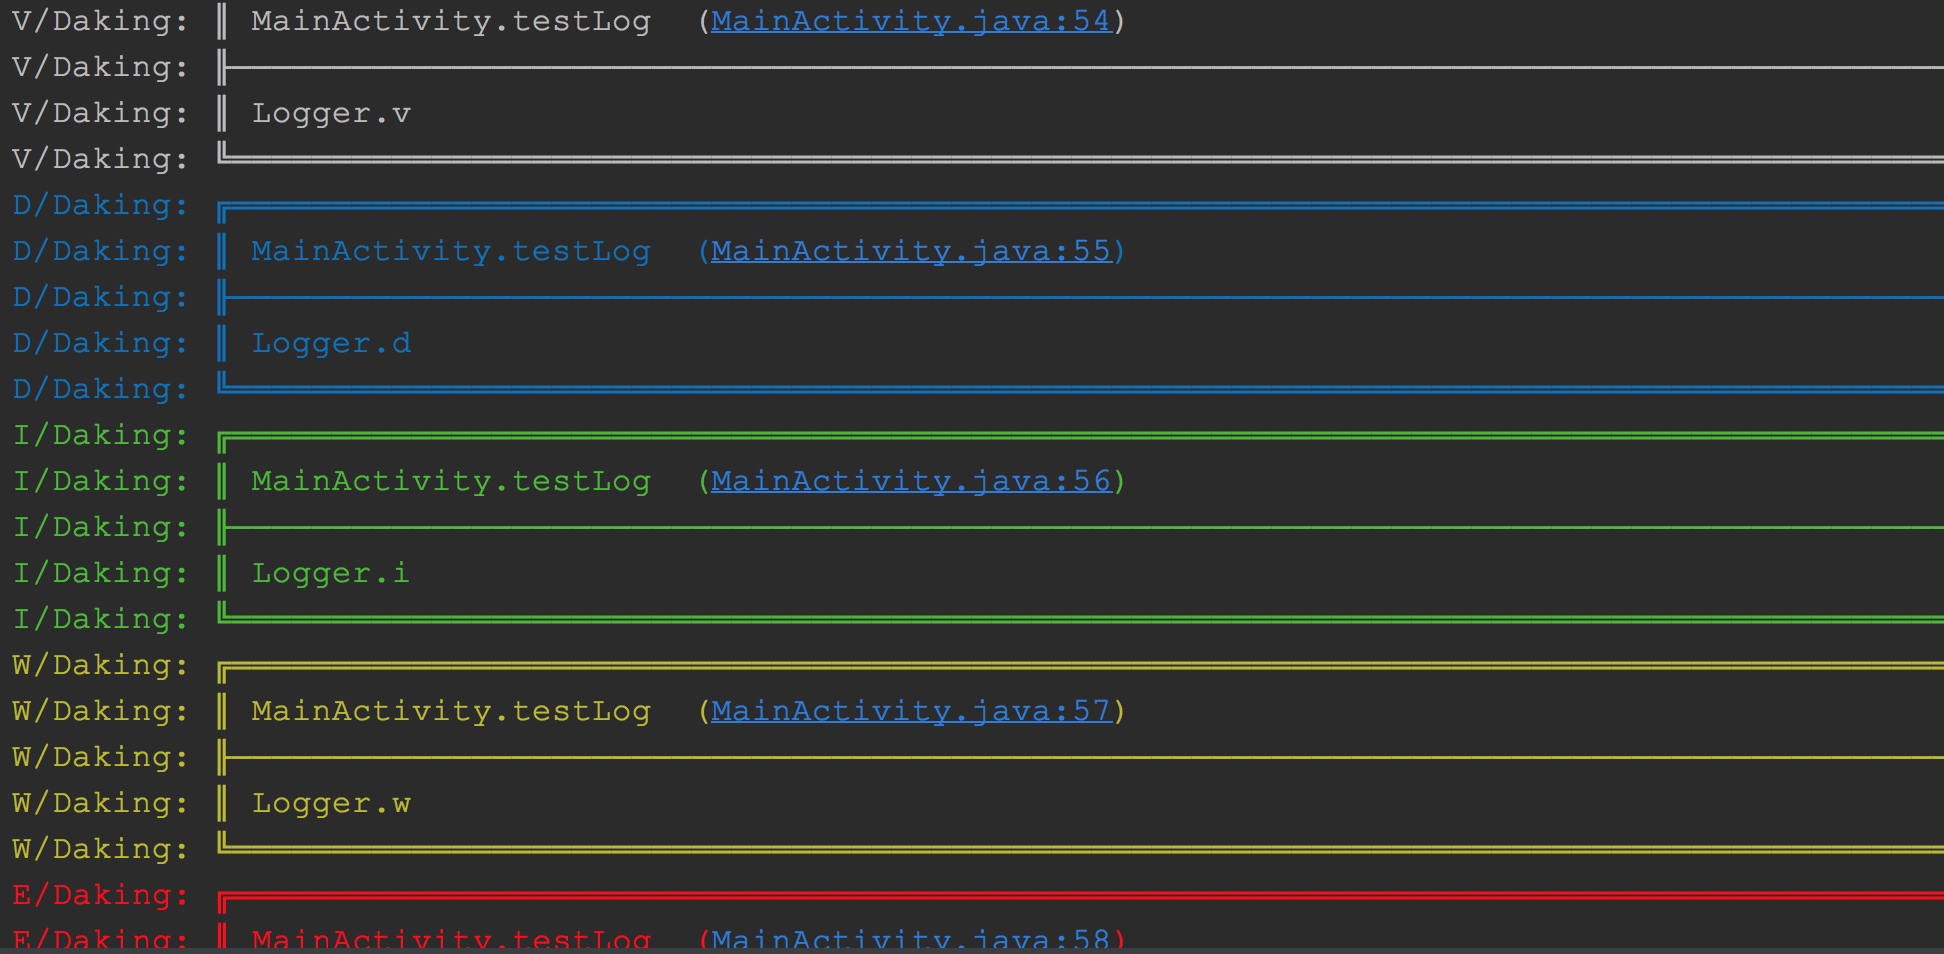 V/Daking: ║ MainActivity.testLog  (MainActivity.java:54)
V/Daking: ╟────────────────────────────────────────
V/Daking: ║ Logger.v
V/Daking: ╚════════════════════════════════════════
D/Daking: ╔════════════════════════════════════════
D/Daking: ║ MainActivity.testLog  (MainActivity.java:55)
D/Daking: ╟────────────────────────────────────────
D/Daking: ║ Logger.d
D/Daking: ╚════════════════════════════════════════
I/Daking: ╔════════════════════════════════════════
I/Daking: ║ MainActivity.testLog  (MainActivity.java:56)
I/Daking: ╟────────────────────────────────────────
I/Daking: ║ Logger.i
I/Daking: ╚════════════════════════════════════════
W/Daking: ╔════════════════════════════════════════
W/Daking: ║ MainActivity.testLog  (MainActivity.java:57)
W/Daking: ╟────────────────────────────────────────
W/Daking: ║ Logger.w
W/Daking: ╚════════════════════════════════════════
E/Daking: ╔════════════════════════════════════════
E/Daking: ║ MainActivity.testLog  (MainActivity.java:58)